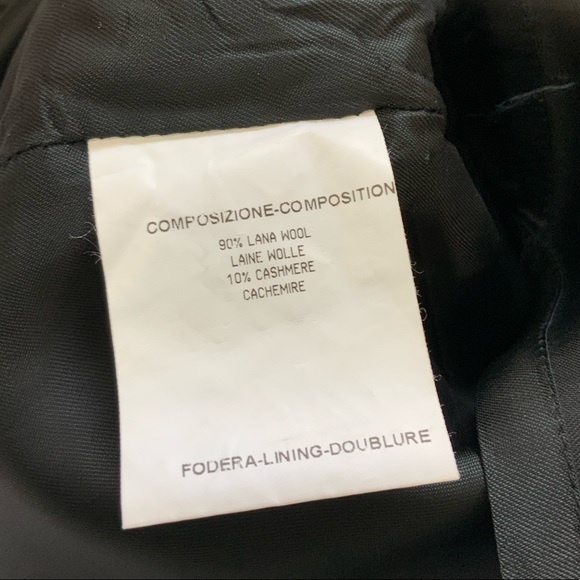 COMPOSIZIONE-COMPOSITION
90% LANA WOOL
LAINE WOLLE
10% CASHMERE
CACHEMIRE
FODERA-LINING-DOUBLURE